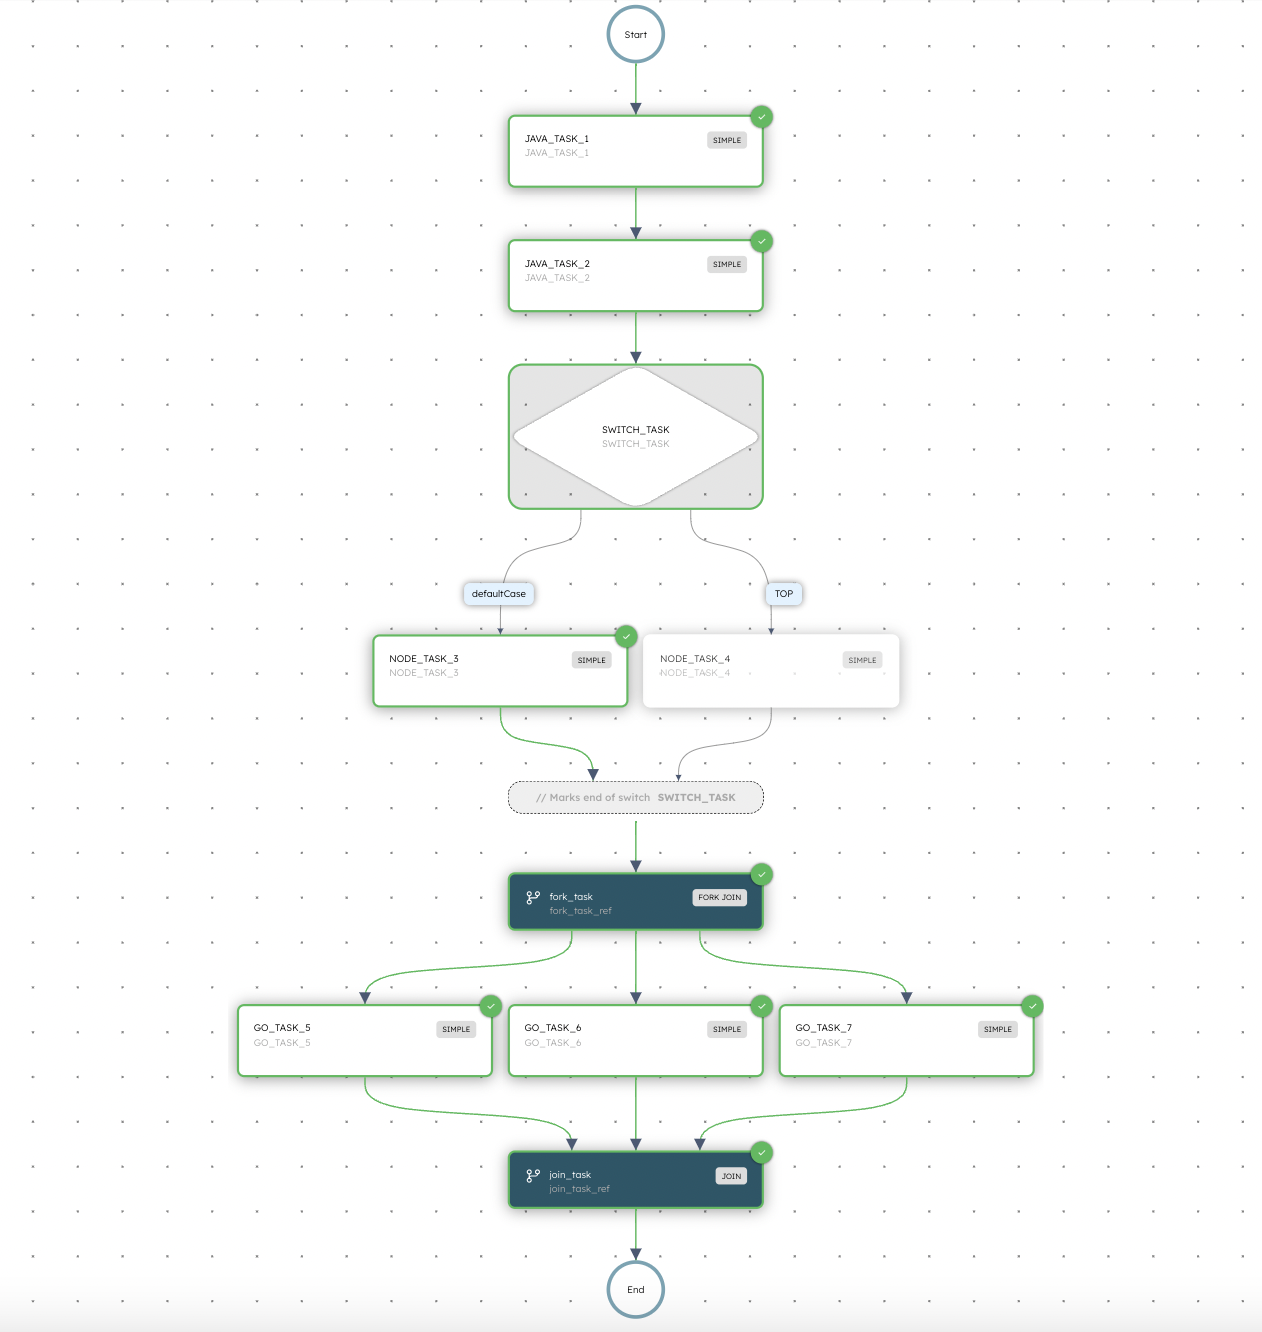 Start
JAVA_TASK_1
SIMPLE
JAVA_TASK_1
JAVA_TASK_2
SIMPLE
JAVA_TASK_2
SWITCH_TASK
SWITCH_TASK
defaultCase
TOP
NODE_TASK_3
SIMPLE
NODE_TASK_3
NODE_TASK_4
SIMPLE
NODE_TASK_4
// Marks end of switch SWITCH_TASK
fork_task
FORK JOIN
fork_task_ref
GO_TASK_5
SIMPLE
GO_TASK_5
GO_TASK_6
SIMPLE
GO_TASK_6
GO_TASK_7
SIMPLE
GO_TASK_7
join_task
JOIN
join_task_ref
End